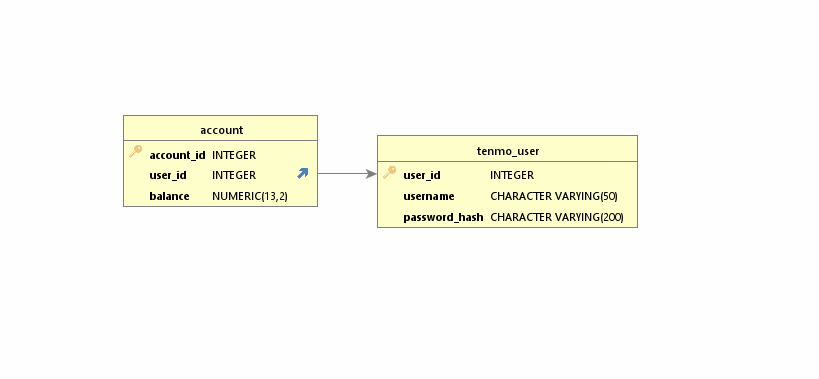 account
account_id INTEGER
user_id INTEGER
balance NUMERIC(13,2)
tenmo_user
user_id INTEGER
username CHARACTER VARYING(50)
password_hash CHARACTER VARYING(200)